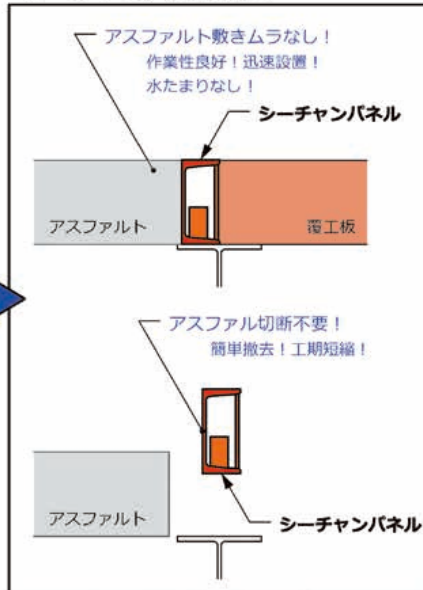 アスファルト敷きムラなし！
作業性良好！迅速設置！
水たまりなし！
シーチャンパネル
アスファルト
覆工板
アスファル切断不要！
簡単撤去！工期短縮！
アスファルト
シーチャンパネル